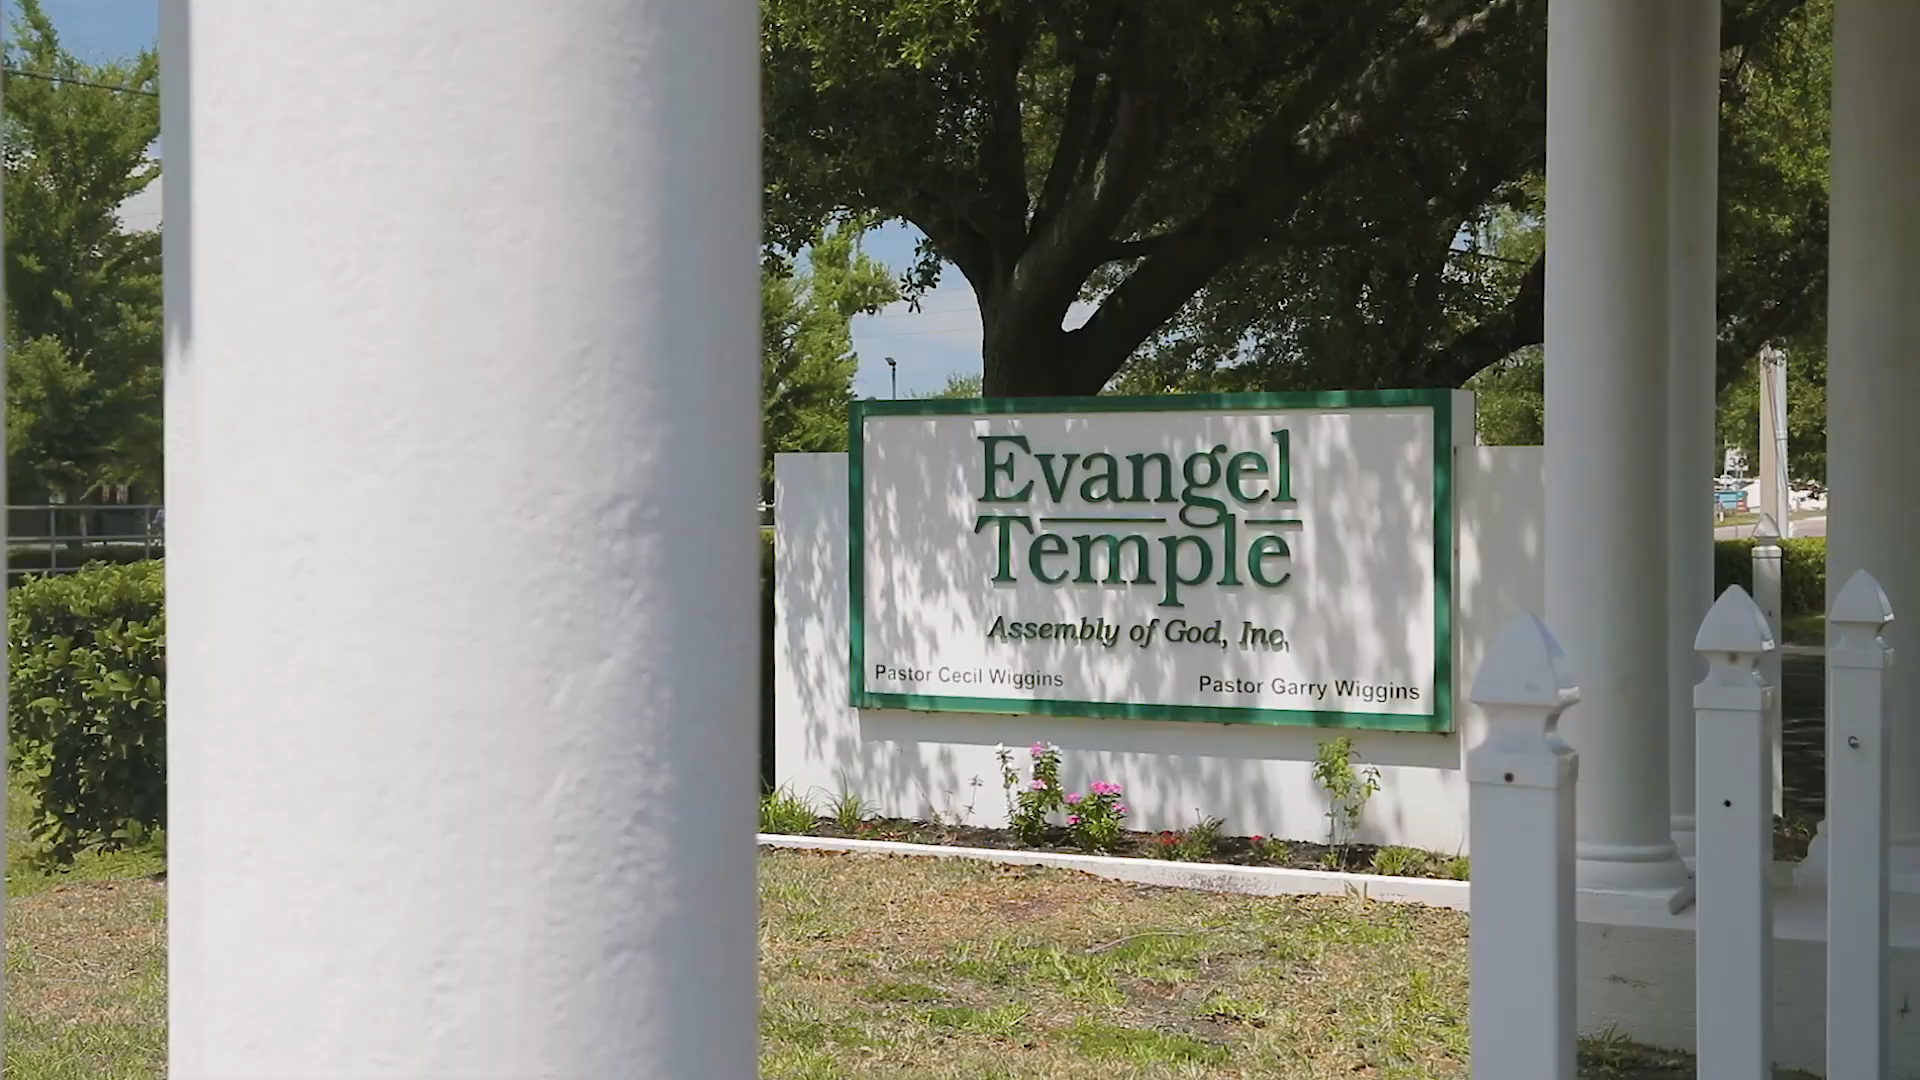 Evangel
Temple
Assembly of God, Inc.
Pastor Cecil Wiggins
Pastor Garry Wiggins